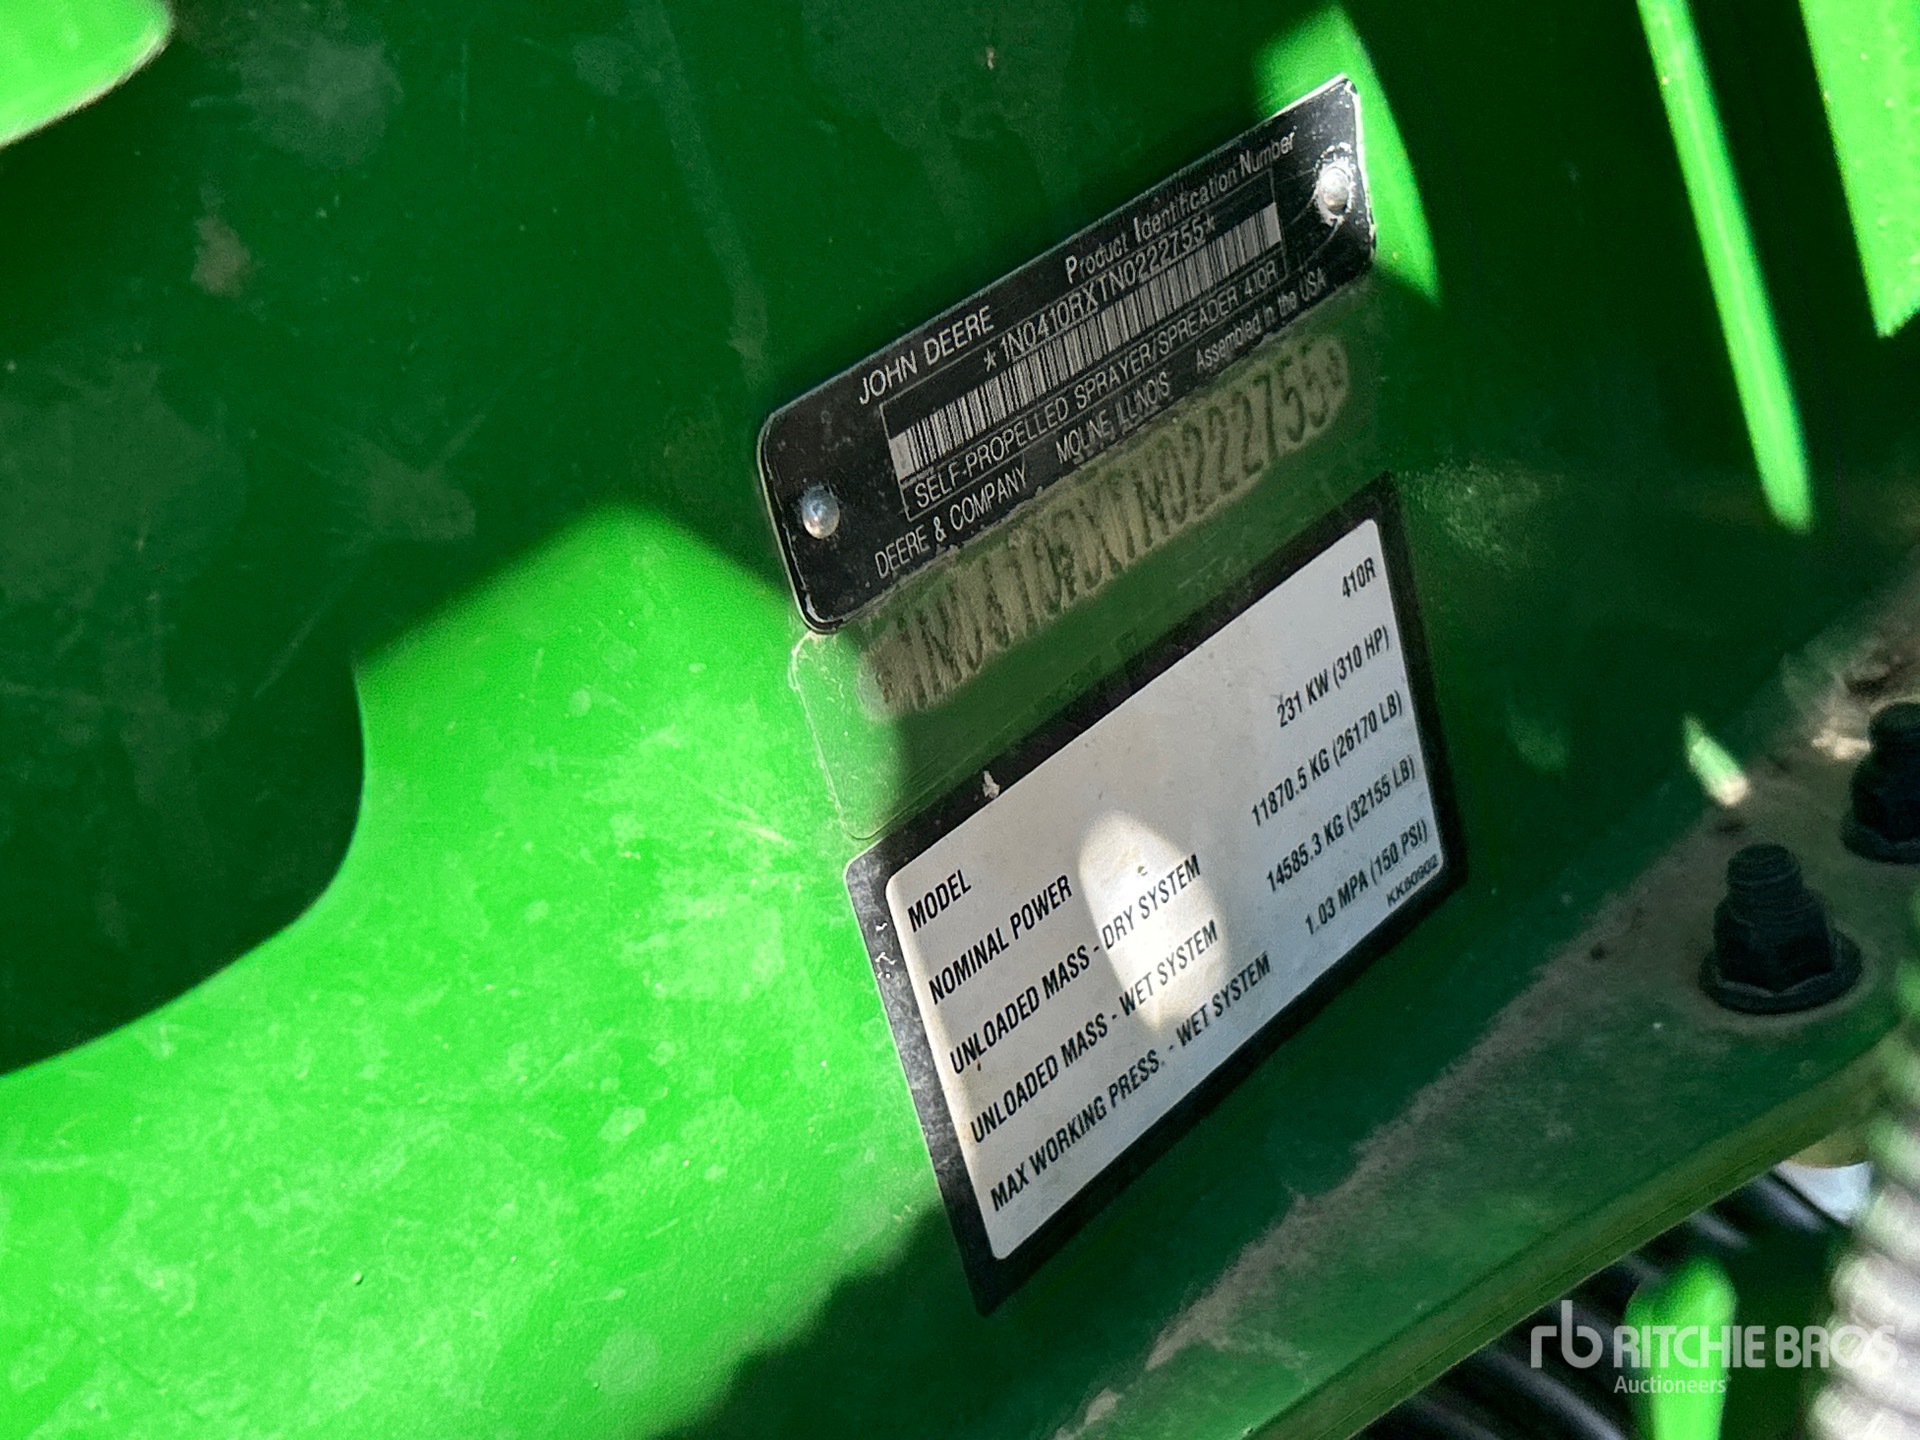 JOHN DEERE Product Identification Number
*1N0410RXTN0222755*
SELF-PROPELLED SPRAYER/SPREADER 410R
DEERE & COMPANY MOLINE, ILLINOIS Assembled in the USA
1N0410RXTN0222755
MODEL 410R
NOMINAL POWER 231 KW (310 HP)
UNLOADED MASS - DRY SYSTEM 11870.5 KG (26170 LB)
UNLOADED MASS - WET SYSTEM 14585.3 KG (32155 LB)
MAX WORKING PRESS. - WET SYSTEM 1.03 MPA (150 PSI)
KK80902
rb RITCHIE BROS
Auctioneers